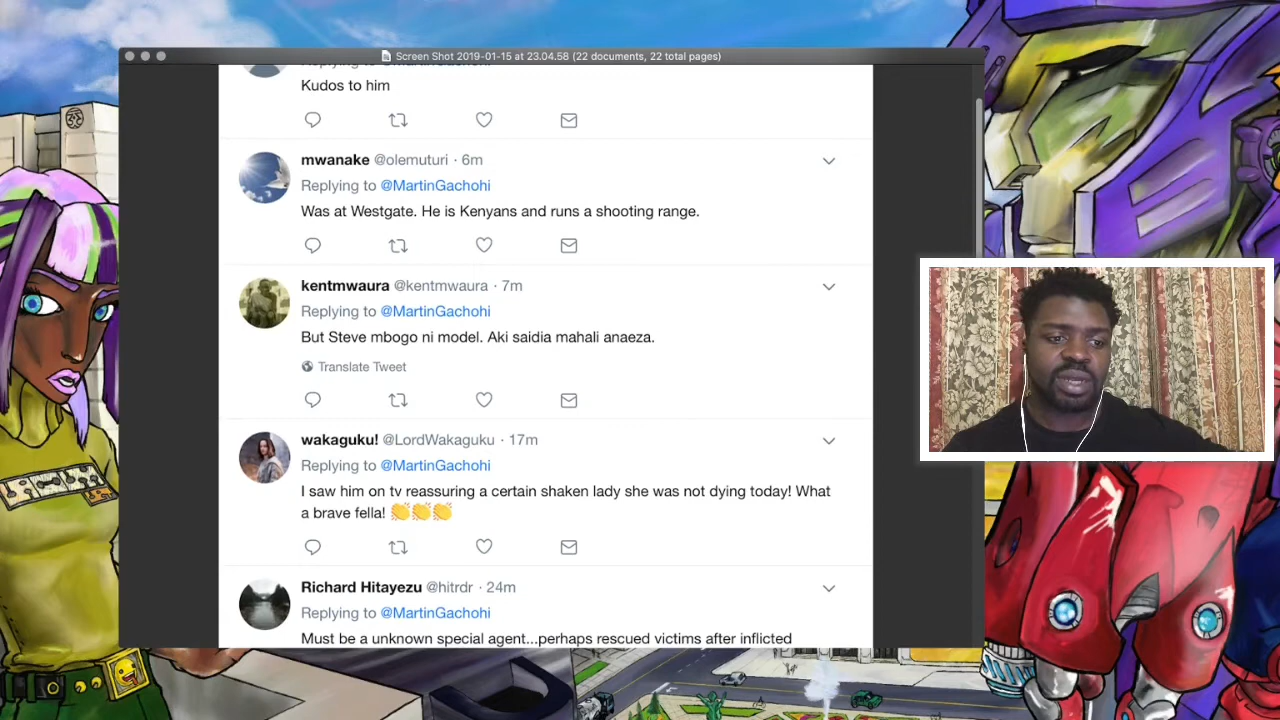 Screen Shot 2019-01-15 at 23.04.58 (22 documents, 22 total pages)
Replying to @MartinGachohi
Kudos to him
mwanake @olemuturi · 6m
Replying to @MartinGachohi
Was at Westgate. He is Kenyans and runs a shooting range.
kentmwaura @kentmwaura · 7m
Replying to @MartinGachohi
But Steve mbogo ni model. Aki saidia mahali anaeza.
Translate Tweet
wakaguku! @LordWakaguku · 17m
Replying to @MartinGachohi
I saw him on tv reassuring a certain shaken lady she was not dying today! What
a brave fella! 👏👏👏
Richard Hitayezu @hitrdr · 24m
Replying to @MartinGachohi
Must be a unknown special agent...perhaps rescued victims after inflicted